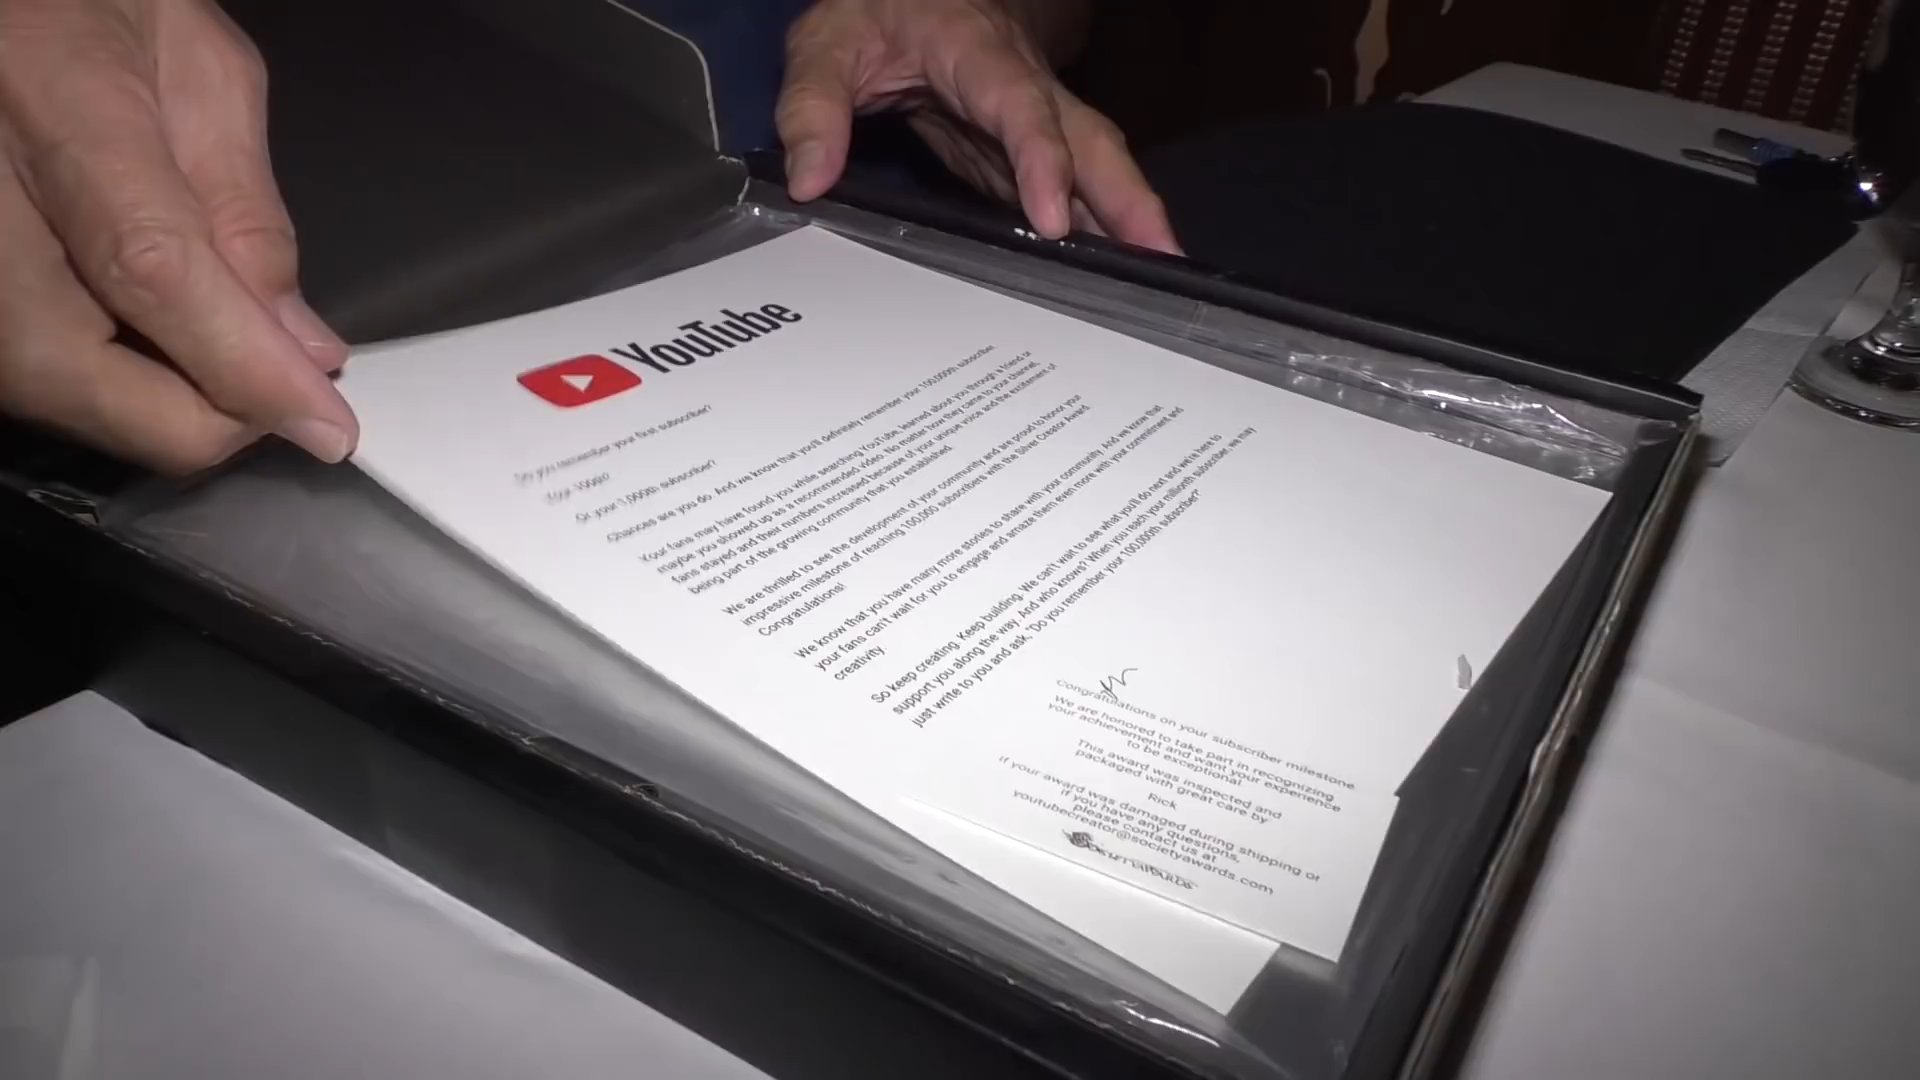 YouTube
Do you remember your first subscriber?
Your 100th?
Or your 1,000th subscriber?
Chances are you do. And we know that you'll definitely remember your 100,000th subscriber.
Your fans may have found you while searching YouTube, learned about you through a friend or
maybe you showed up as a recommended video. No matter how they came to your channel,
fans stayed and their numbers increased because of your unique voice and the excitement of
being part of the growing community that you established.
We are thrilled to see the development of your community and are proud to honor your
impressive milestone of reaching 100,000 subscribers with the Silver Creator Award.
Congratulations!
We know that you have many more stories to share with your community. And we know that
your fans can't wait for you to engage and amaze them even more with your commitment and
creativity.
So keep creating. Keep building. We can't wait to see what you'll do next and we're here to
support you along the way. And who knows? When you reach your millionth subscriber, we may
just write to you and ask, "Do you remember your 100,000th subscriber?"
Congratulations on your subscriber milestone
We are honored to take part in recognizing
your achievement and want your experience
to be exceptional
This award was inspected and
packaged with great care by
Rick
If your award was damaged during shipping or
if you have any questions,
please contact us at
youtubecreator@societyawards.com
SOCIETY AWARDS